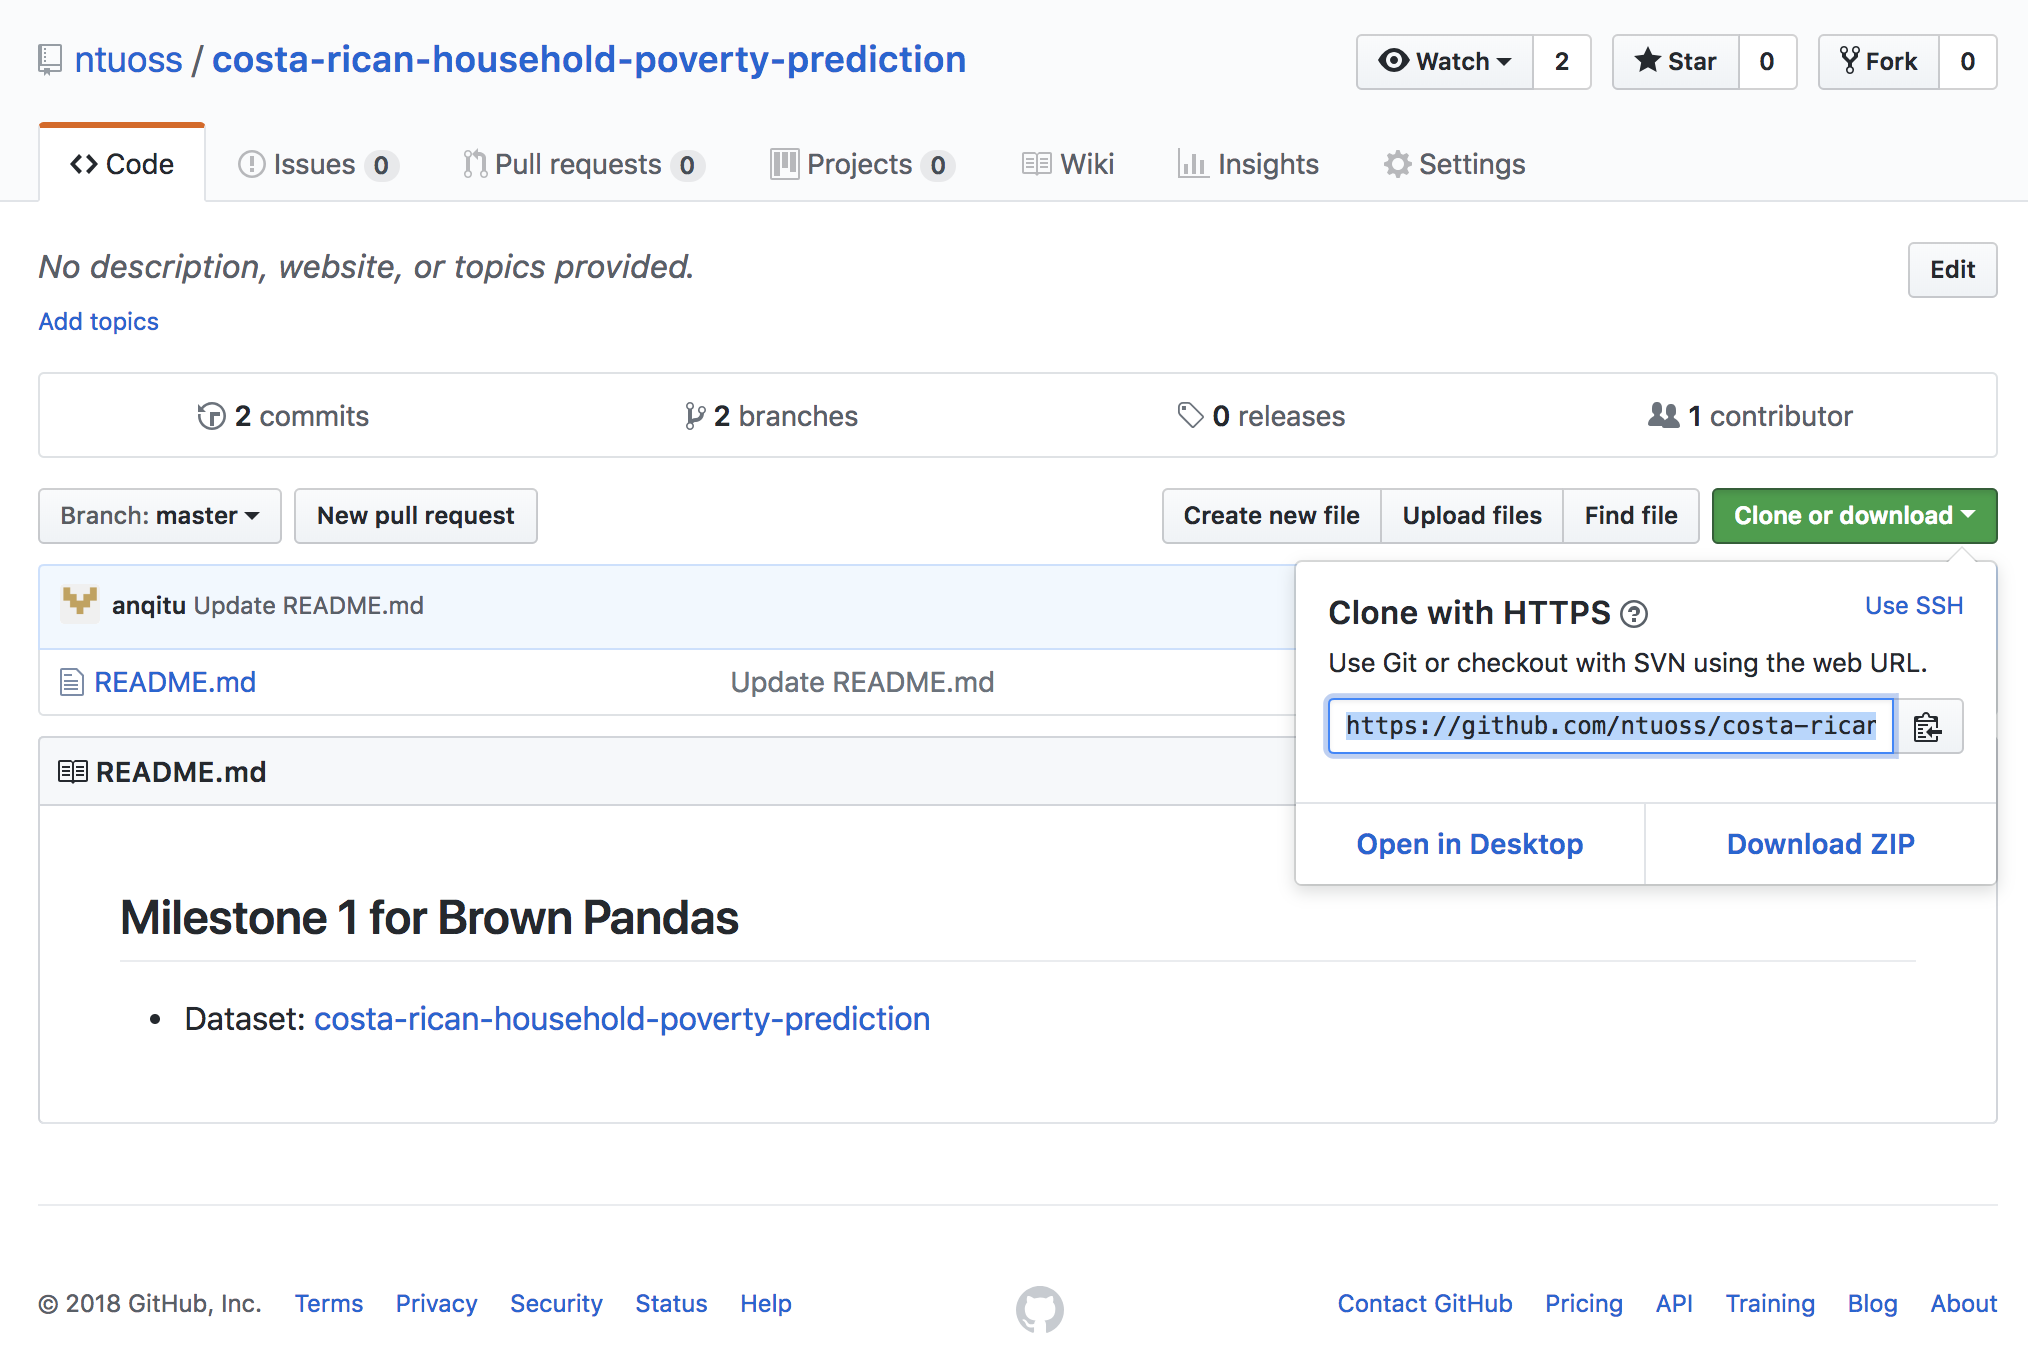 ntuoss / costa-rican-household-poverty-prediction
Watch 2
Star 0
Fork 0
Code
Issues 0
Pull requests 0
Projects 0
Wiki
Insights
Settings
No description, website, or topics provided.
Edit
Add topics
2 commits
2 branches
0 releases
1 contributor
Branch: master
New pull request
Create new file
Upload files
Find file
Clone or download
anqitu Update README.md
README.md
Update README.md
Clone with HTTPS ?
Use SSH
Use Git or checkout with SVN using the web URL.
https://github.com/ntuoss/costa-rican
Open in Desktop
Download ZIP
README.md
Milestone 1 for Brown Pandas
• Dataset: costa-rican-household-poverty-prediction
© 2018 GitHub, Inc.
Terms
Privacy
Security
Status
Help
Contact GitHub
Pricing
API
Training
Blog
About